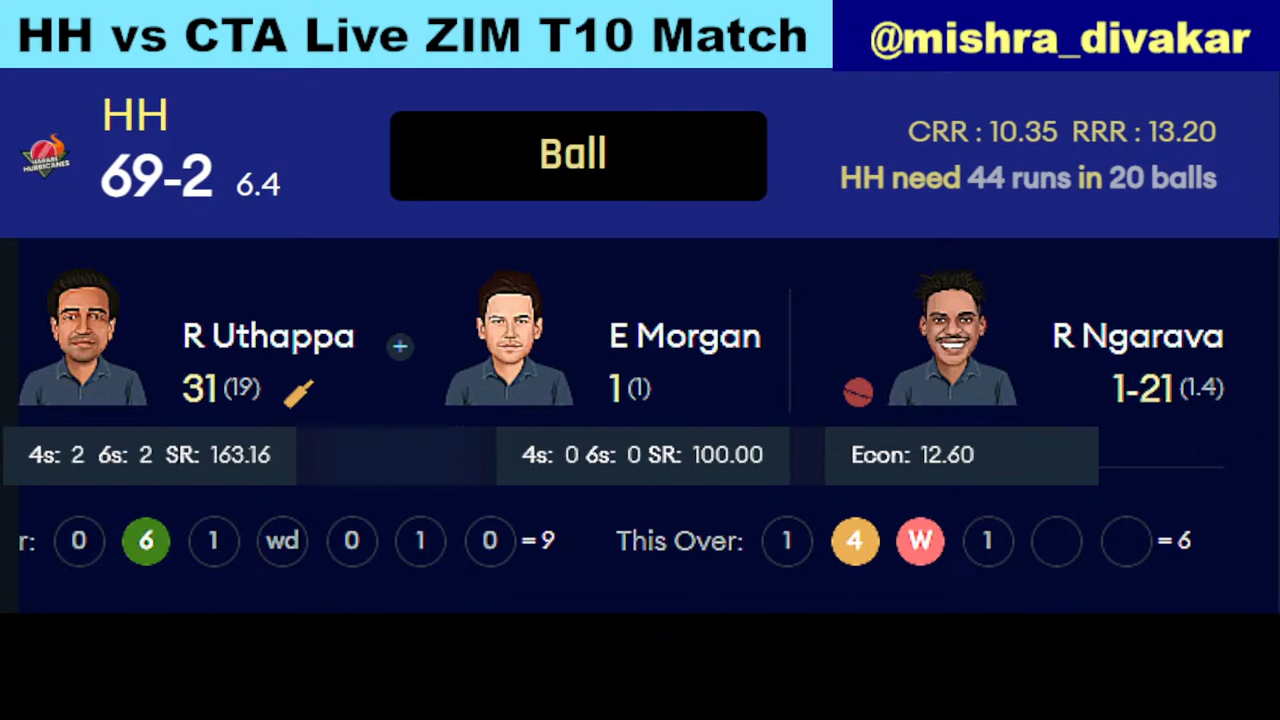 HH vs CTA Live ZIM T10 Match @mishra_divakar
HH
HARARE HURRICANES
69-2 6.4
Ball
CRR : 10.35 RRR : 13.20
HH need 44 runs in 20 balls
R Uthappa + E Morgan R Ngarava
31 (19) 1 (1) 1-21 (1.4)
4s: 2 6s: 2 SR: 163.16 4s: 0 6s: 0 SR: 100.00 Econ: 12.60
r: 0 6 1 wd 0 1 0 = 9 This Over: 1 4 W 1 = 6